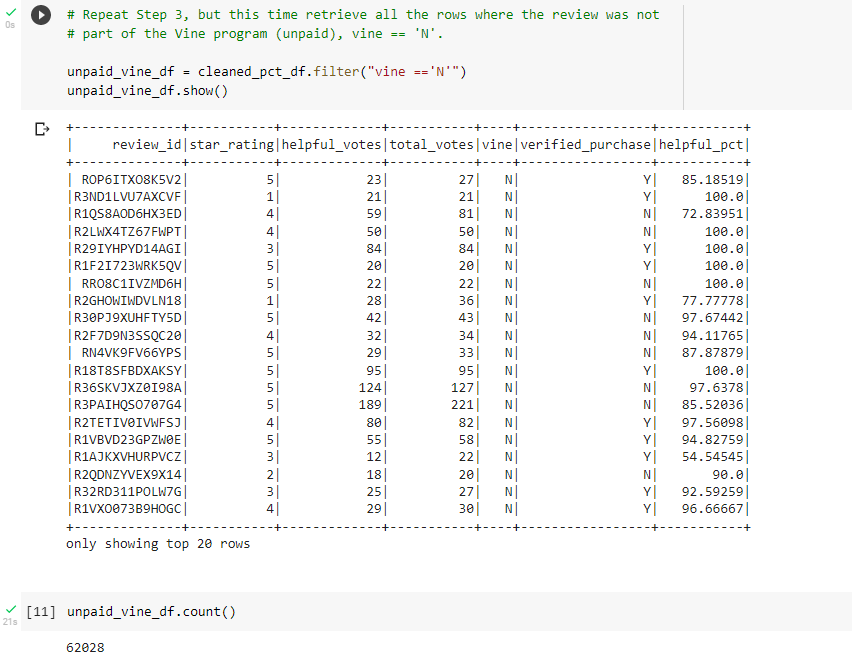 0s
# Repeat Step 3, but this time retrieve all the rows where the review was not
# part of the Vine program (unpaid), vine == 'N'.
unpaid_vine_df = cleaned_pct_df.filter("vine =='N'")
unpaid_vine_df.show()
+--------------+-----------+-------------+-----------+----+-----------------+-----------+
|     review_id|star_rating|helpful_votes|total_votes|vine|verified_purchase|helpful_pct|
+--------------+-----------+-------------+-----------+----+-----------------+-----------+
| ROP6ITXO8K5V2|          5|           23|         27|   N|                Y|   85.18519|
|R3ND1LVU7AXCVF|          1|           21|         21|   N|                Y|      100.0|
|R1QS8AOD6HX3ED|          4|           59|         81|   N|                N|   72.83951|
|R2LWX4TZ67FWPT|          4|           50|         50|   N|                N|      100.0|
|R29IYHPYD14AGI|          3|           84|         84|   N|                Y|      100.0|
|R1F2I723WRK5QV|          5|           20|         20|   N|                Y|      100.0|
| RRO8C1IVZMD6H|          5|           22|         22|   N|                N|      100.0|
|R2GHOWIWDVLN18|          1|           28|         36|   N|                Y|   77.77778|
|R30PJ9XUHFTY5D|          5|           42|         43|   N|                N|   97.67442|
|R2F7D9N3SSQC20|          4|           32|         34|   N|                N|   94.11765|
| RN4VK9FV66YPS|          5|           29|         33|   N|                N|   87.87879|
|R18T8SFBDXAKSY|          5|           95|         95|   N|                Y|      100.0|
|R36SKVJXZ0I98A|          5|          124|        127|   N|                N|    97.6378|
|R3PAIHQSO707G4|          5|          189|        221|   N|                N|   85.52036|
|R2TETIV0IVWFSJ|          4|           80|         82|   N|                Y|   97.56098|
|R1VBVD23GPZW0E|          5|           55|         58|   N|                Y|   94.82759|
|R1AJKXVHURPVCZ|          3|           12|         22|   N|                Y|   54.54545|
|R2QDNZYVEX9X14|          2|           18|         20|   N|                N|       90.0|
|R32RD311POLW7G|          3|           25|         27|   N|                Y|   92.59259|
|R1VXO073B9HOGC|          4|           29|         30|   N|                Y|   96.66667|
+--------------+-----------+-------------+-----------+----+-----------------+-----------+
only showing top 20 rows
21s
[11] unpaid_vine_df.count()
62028